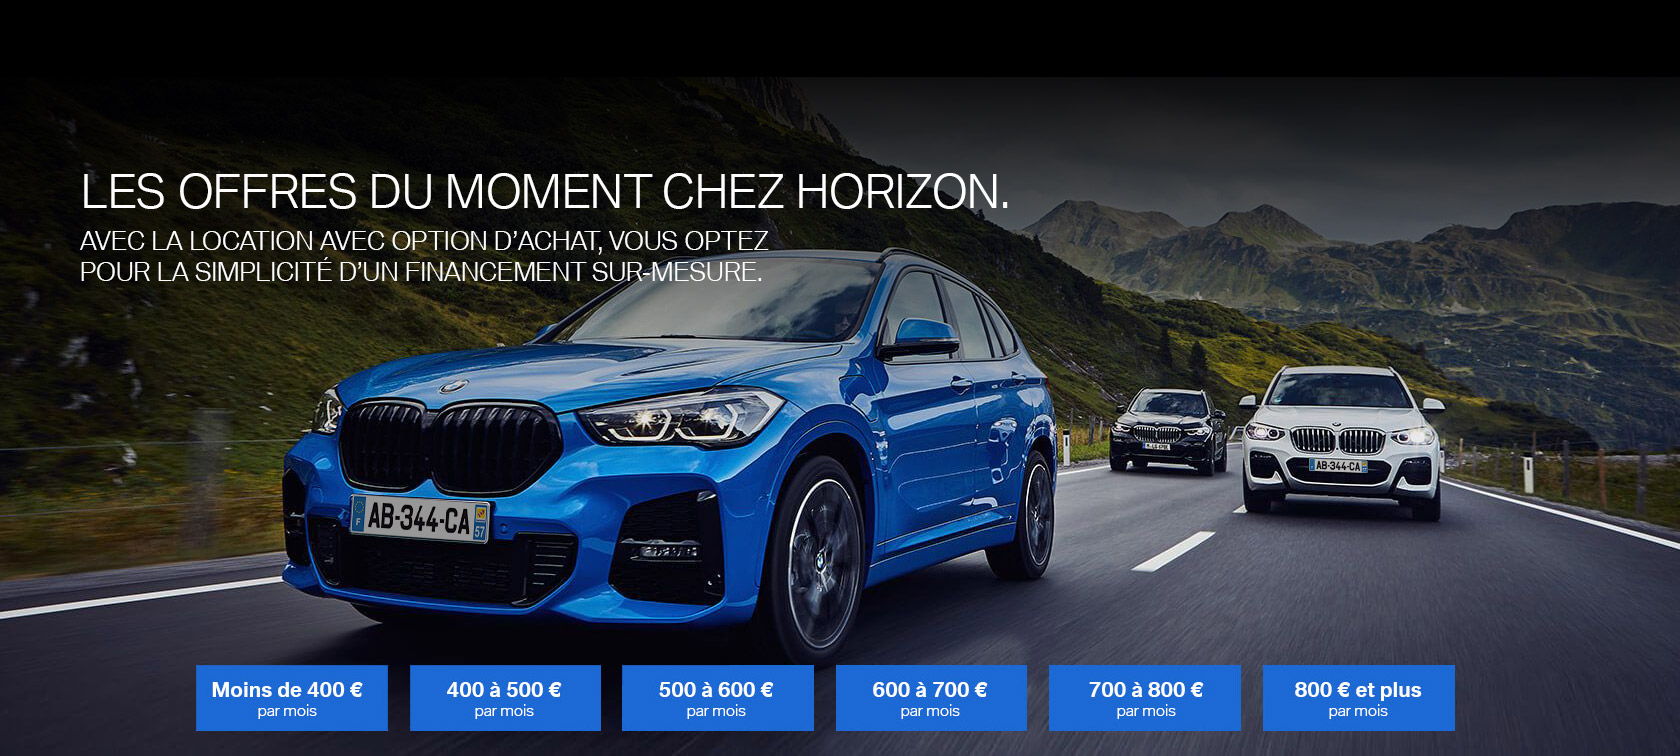 LES OFFRES DU MOMENT CHEZ HORIZON.
AVEC LA LOCATION AVEC OPTION D'ACHAT, VOUS OPTEZ
POUR LA SIMPLICITÉ D'UN FINANCEMENT SUR-MESURE.
AB-344-CA
F
57
AB-344-CA
Moins de 400 €
par mois
400 à 500 €
par mois
500 à 600 €
par mois
600 à 700 €
par mois
700 à 800 €
par mois
800 € et plus
par mois